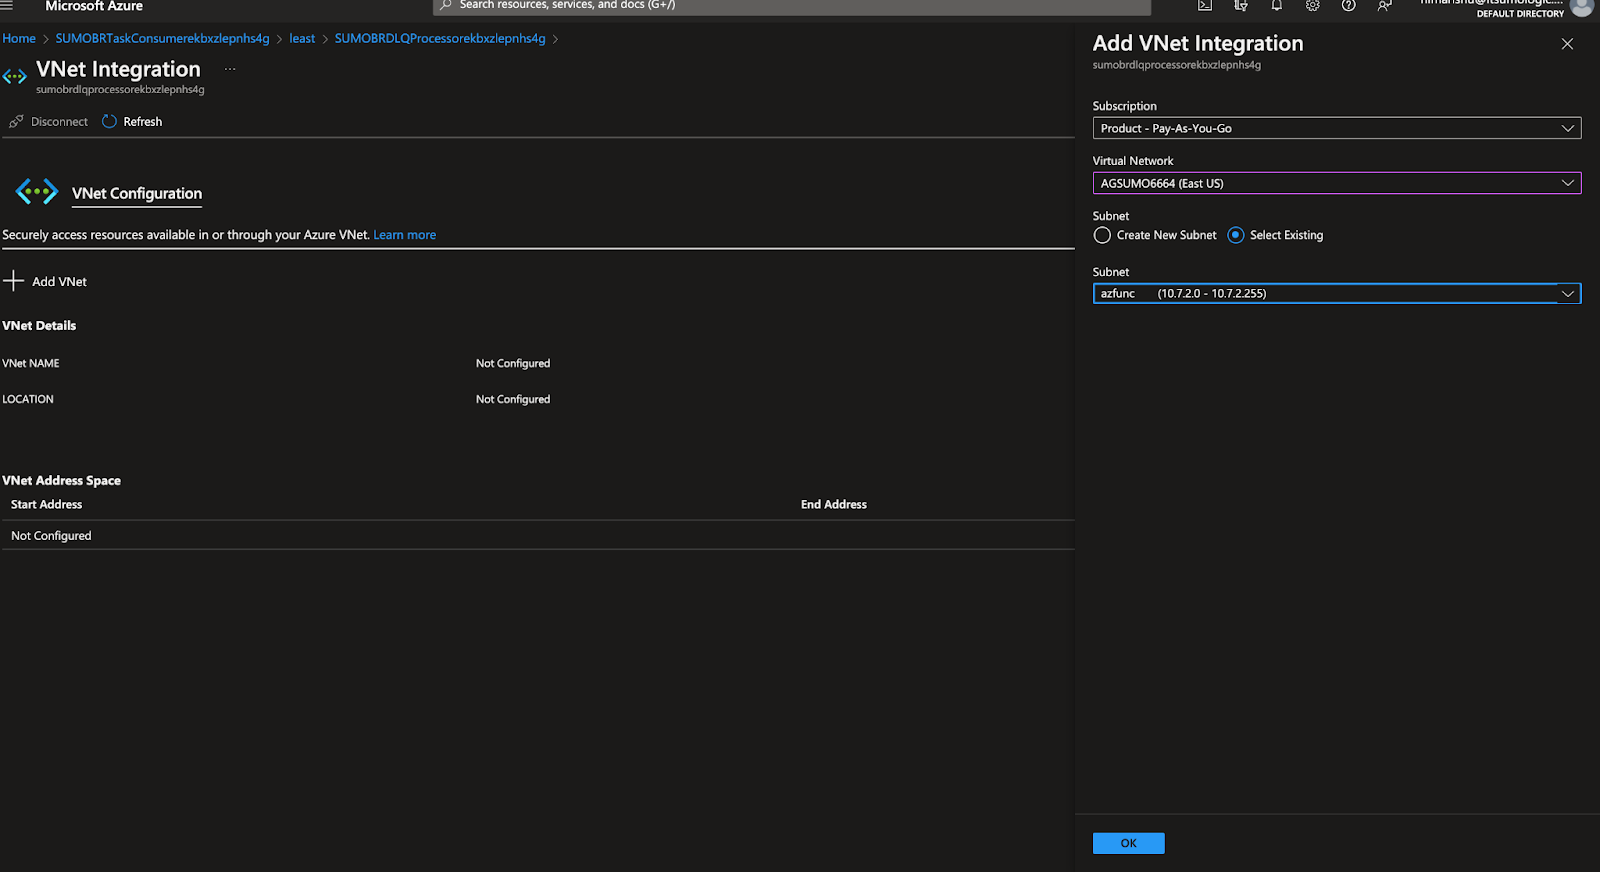 Microsoft Azure
Search resources, services, and docs (G+/)
DEFAULT DIRECTORY
Home > SUMOBRTaskConsumerekbxzlepnhs4g > least > SUMOBRDLQProcessorekbxzlepnhs4g >
VNet Integration ...
sumobrdlqprocessorekbxzlepnhs4g
Disconnect Refresh
VNet Configuration
Securely access resources available in or through your Azure VNet. Learn more
Add VNet
VNet Details
VNet NAME Not Configured
LOCATION Not Configured
VNet Address Space
Start Address End Address
Not Configured
Add VNet Integration
sumobrdlqprocessorekbxzlepnhs4g
Subscription
Product - Pay-As-You-Go
Virtual Network
AGSUMO6664 (East US)
Subnet
Create New Subnet Select Existing
Subnet
azfunc (10.7.2.0 - 10.7.2.255)
OK